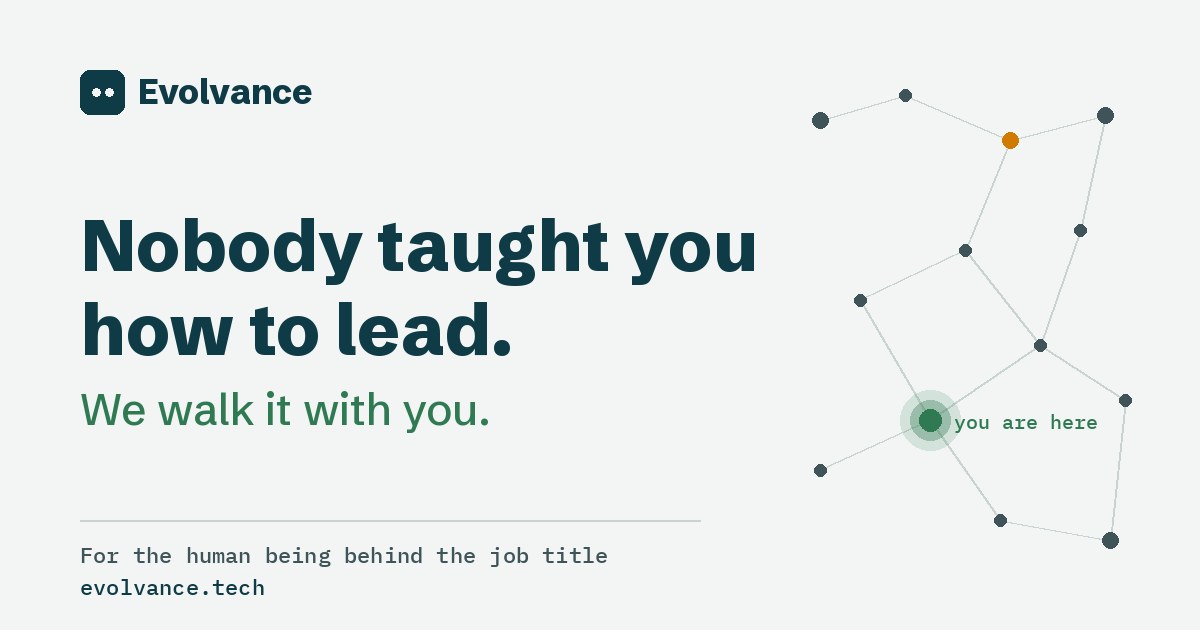 Evolvance
Nobody taught you
how to lead.
We walk it with you.
you are here
For the human being behind the job title
evolvance.tech